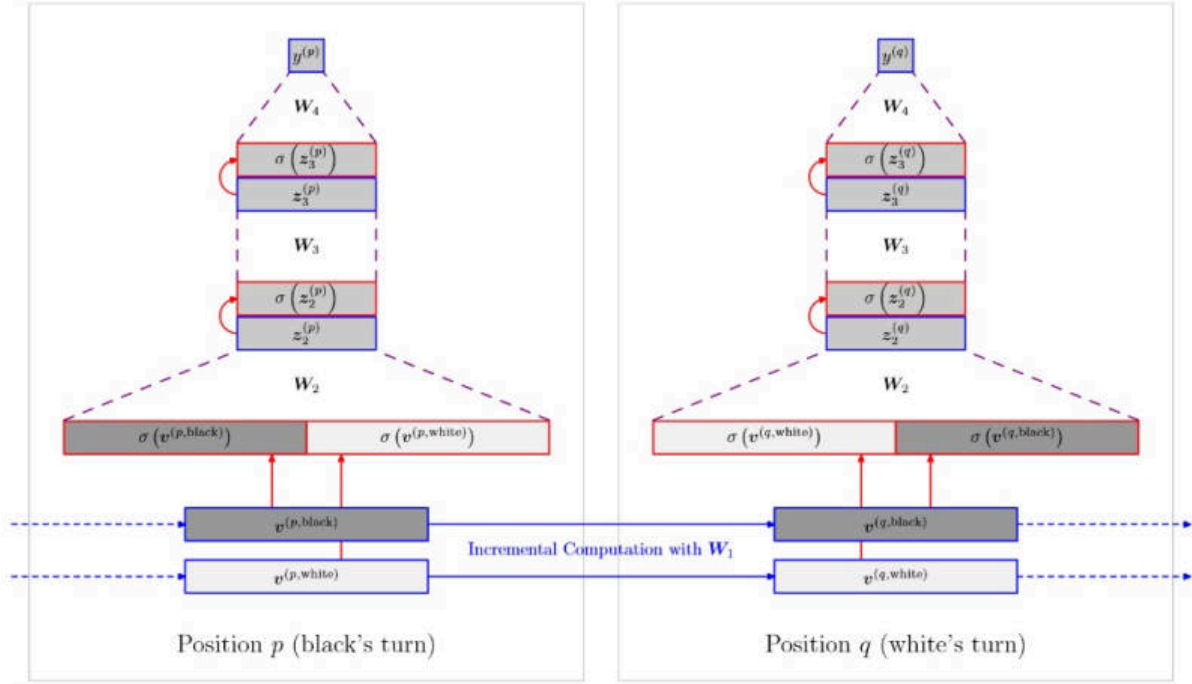 y^{(p)}
W_4
σ(z_3^{(p)})
z_3^{(p)}
W_3
σ(z_2^{(p)})
z_2^{(p)}
W_2
σ(v^{(p,black)}) σ(v^{(p,white)})
v^{(p,black)}
v^{(p,white)}
Position p (black's turn)
Incremental Computation with W_1
y^{(q)}
W_4
σ(z_3^{(q)})
z_3^{(q)}
W_3
σ(z_2^{(q)})
z_2^{(q)}
W_2
σ(v^{(q,white)}) σ(v^{(q,black)})
v^{(q,black)}
v^{(q,white)}
Position q (white's turn)